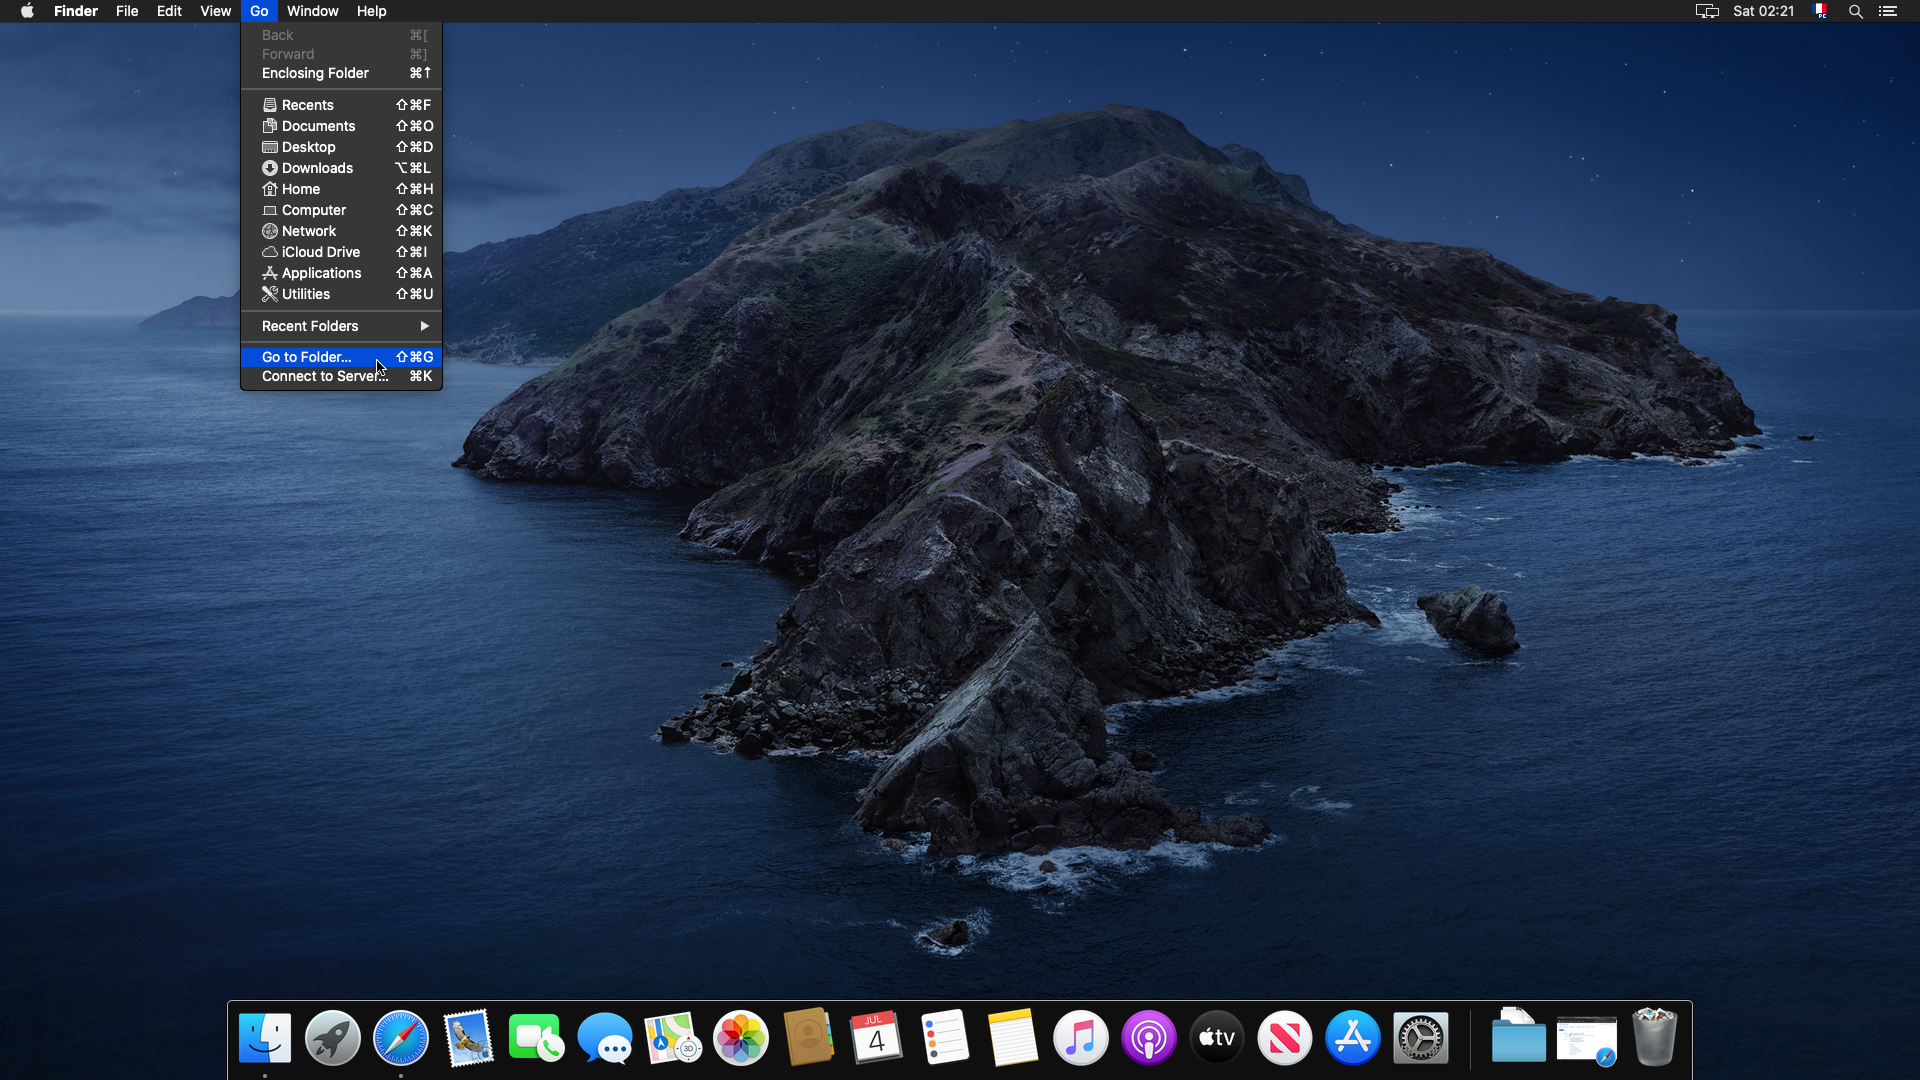 Finder File Edit View Go Window Help Sat 02:21
Back ⌘[
Forward ⌘]
Enclosing Folder ⌘↑
Recents ⇧⌘F
Documents ⇧⌘O
Desktop ⇧⌘D
Downloads ⌥⌘L
Home ⇧⌘H
Computer ⇧⌘C
Network ⇧⌘K
iCloud Drive ⇧⌘I
Applications ⇧⌘A
Utilities ⇧⌘U
Recent Folders ▶
Go to Folder... ⇧⌘G
Connect to Server... ⌘K
JUL
4
3D
tv